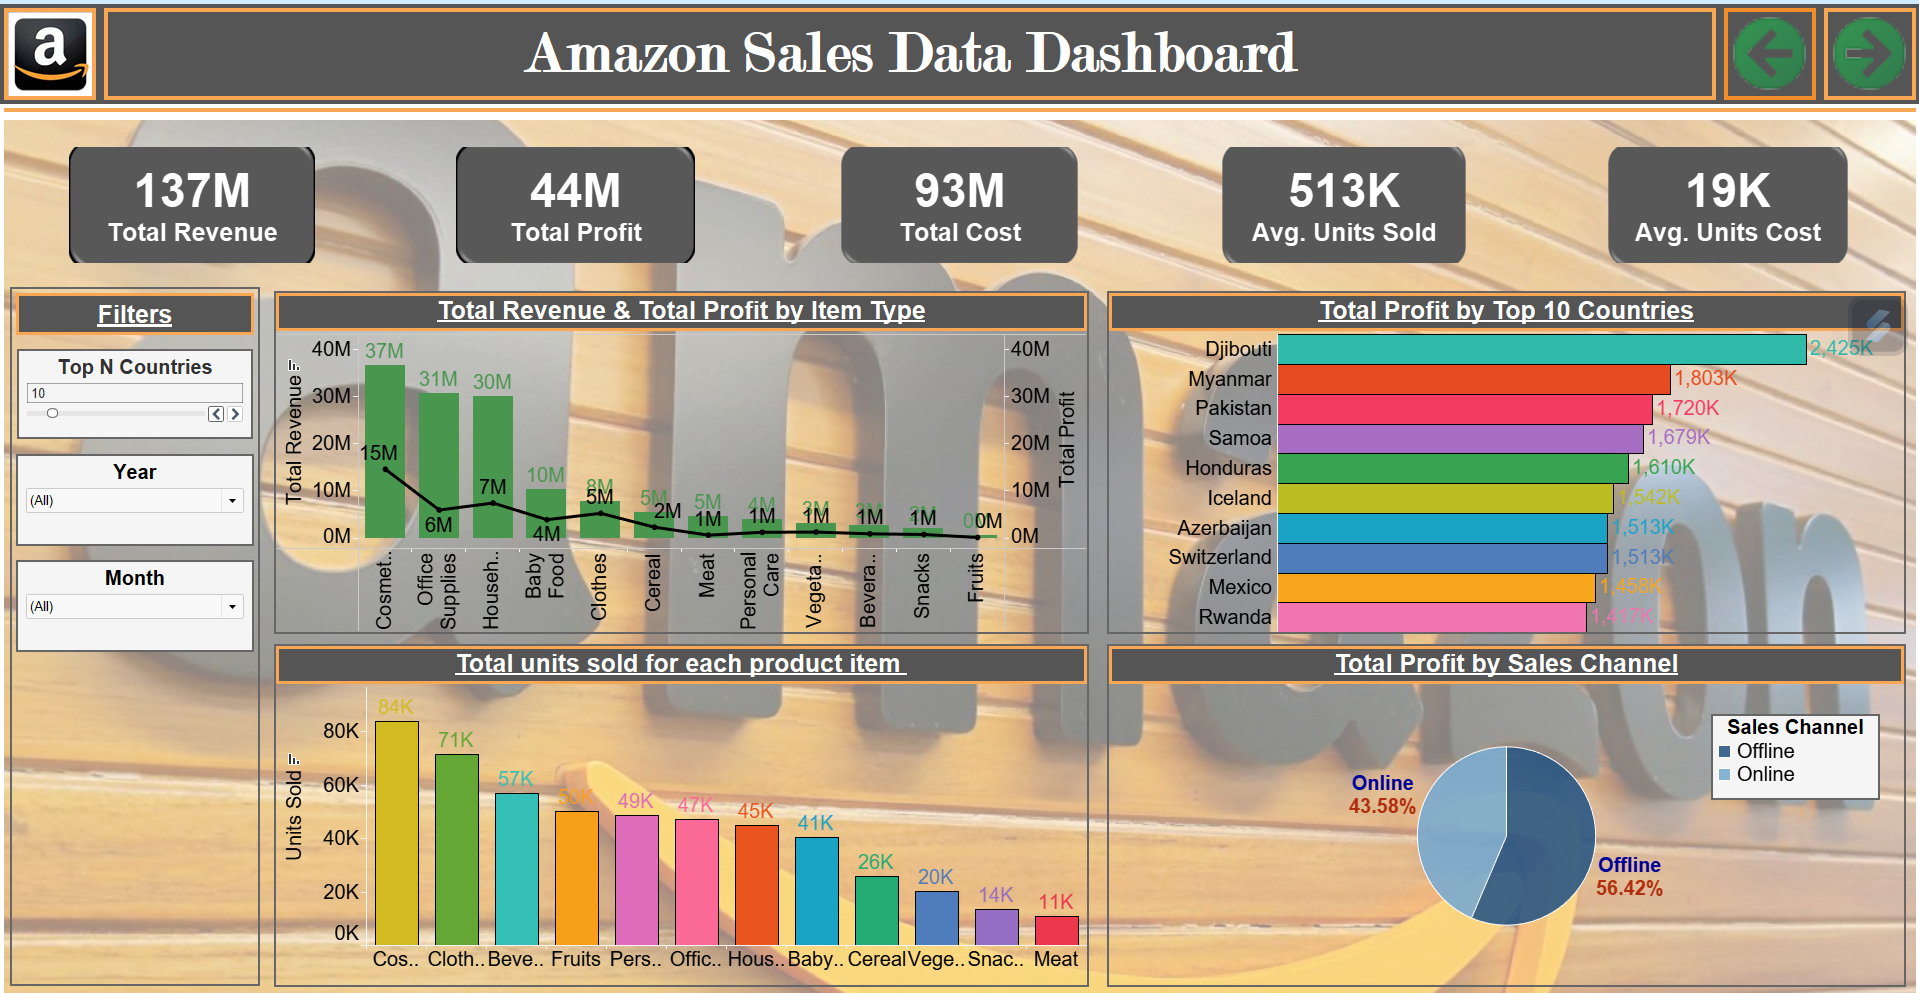 a
Amazon Sales Data Dashboard
137M
Total Revenue
44M
Total Profit
93M
Total Cost
513K
Avg. Units Sold
19K
Avg. Units Cost
Filters
Top N Countries
10
Year
(All)
Month
(All)
Total Revenue & Total Profit by Item Type
Total Revenue
40M
30M
20M
10M
0M
37M
31M
30M
10M
8M
5M
5M
4M
3M
15M
6M
7M
4M
5M
2M
1M
1M
1M
1M
1M
0M
40M
30M
20M
10M
0M
Total Profit
Cosmet..
Office Supplies
Househ..
Baby Food
Clothes
Cereal
Meat
Personal Care
Vegeta..
Bevera..
Snacks
Fruits
Total Profit by Top 10 Countries
Djibouti 2,425K
Myanmar 1,803K
Pakistan 1,720K
Samoa 1,679K
Honduras 1,610K
Iceland 1,542K
Azerbaijan 1,513K
Switzerland 1,513K
Mexico 1,458K
Rwanda 1,417K
Total units sold for each product item
Units Sold
80K
60K
40K
20K
0K
84K
71K
57K
50K
49K
47K
45K
41K
26K
20K
14K
11K
Cos.. Cloth.. Beve.. Fruits Pers.. Offic.. Hous.. Baby.. Cereal Vege.. Snac.. Meat
Total Profit by Sales Channel
Sales Channel
Offline
Online
Online
43.58%
Offline
56.42%